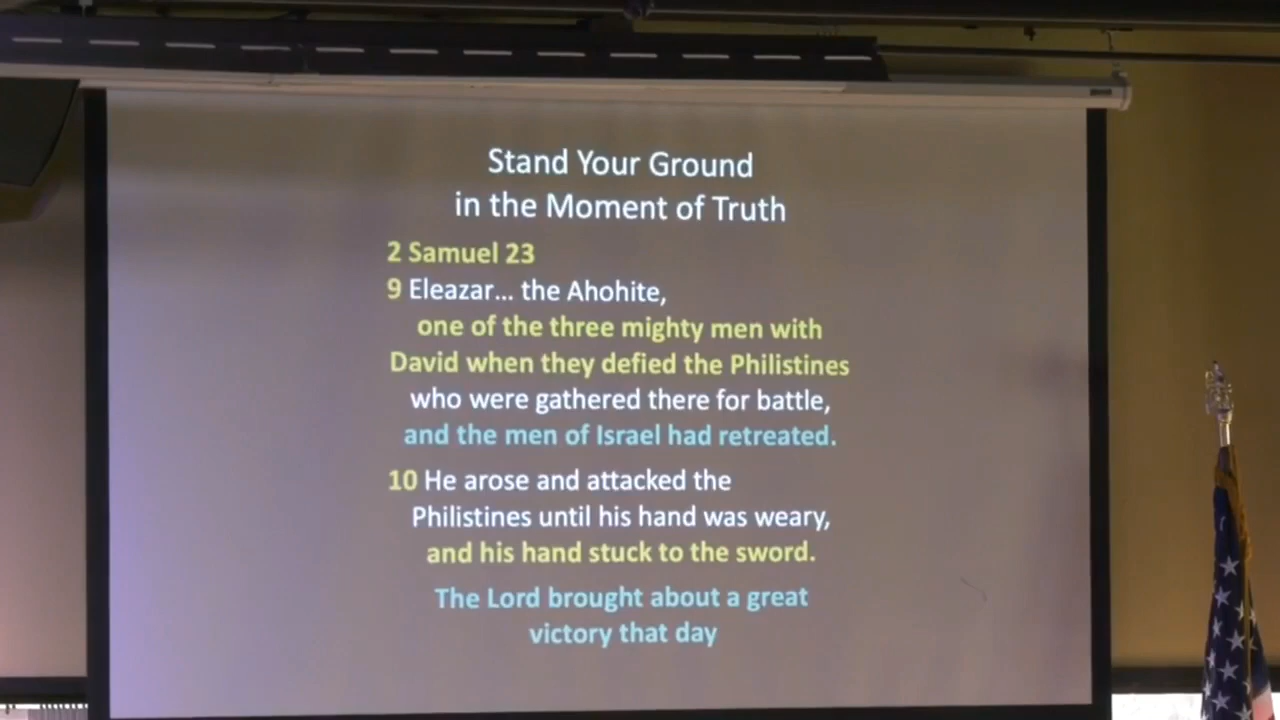 Stand Your Ground
in the Moment of Truth
2 Samuel 23
9 Eleazar... the Ahohite,
one of the three mighty men with
David when they defied the Philistines
who were gathered there for battle,
and the men of Israel had retreated.
10 He arose and attacked the
Philistines until his hand was weary,
and his hand stuck to the sword.
The Lord brought about a great
victory that day